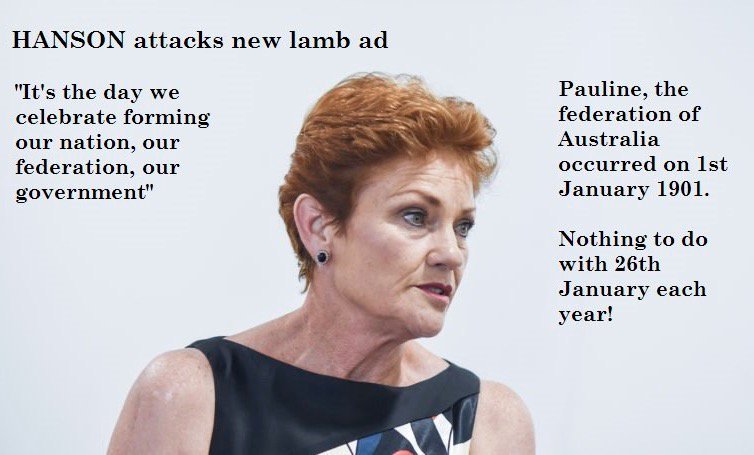 HANSON attacks new lamb ad
"It's the day we
celebrate forming
our nation, our
federation, our
government"
Pauline, the
federation of
Australia
occurred on 1st
January 1901.
Nothing to do
with 26th
January each
year!